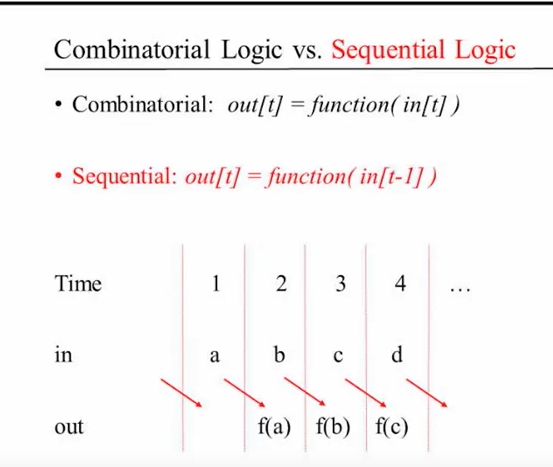 Combinatorial Logic vs. Sequential Logic
• Combinatorial: out[t] = function( in[t] )
• Sequential: out[t] = function( in[t-1] )
Time 1 2 3 4 ...
in a b c d
out f(a) f(b) f(c)